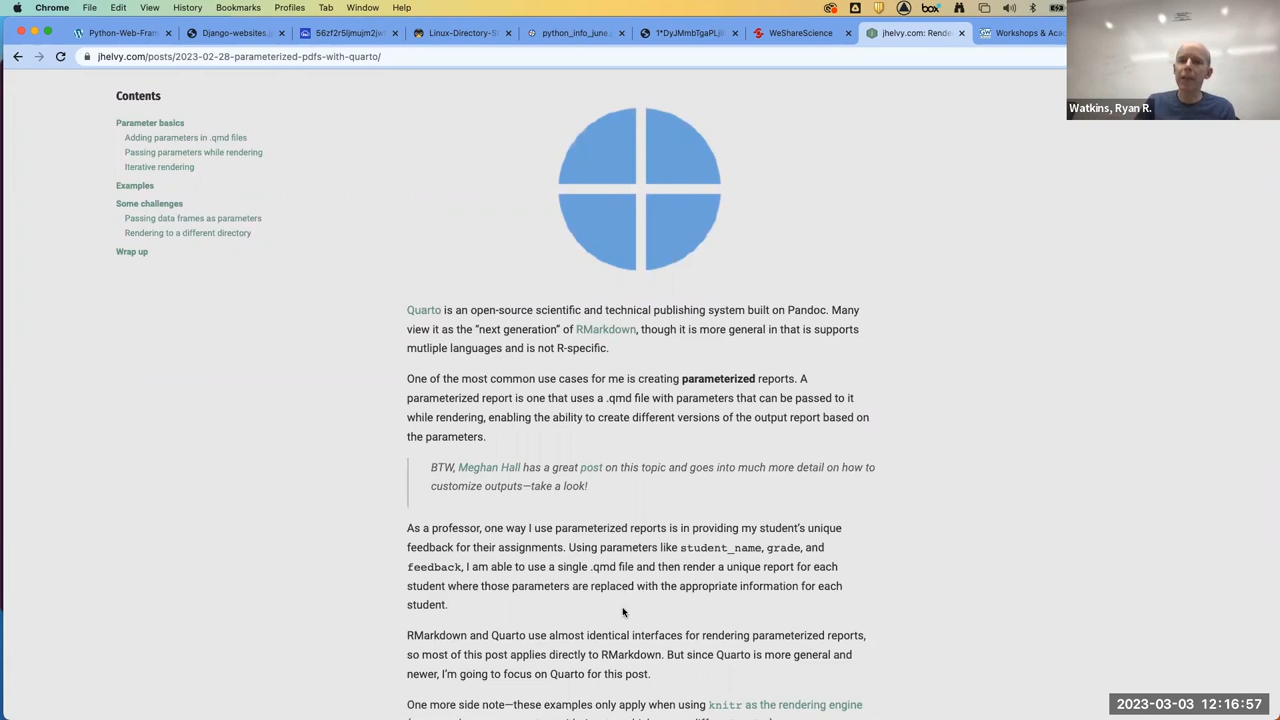 Chrome File Edit View History Bookmarks Profiles Tab Window Help
box
Python-Web-Fram
Django-websites.j
56zf2r5ljmujm2jw
Linux-Directory-St
python_info_june.p
1*DyJMmbTgaPLjl
WeShareScience
jhelvy.com: Rende
Workshops & Aca
jhelvy.com/posts/2023-02-28-parameterized-pdfs-with-quarto/
Watkins, Ryan R.
Contents
Parameter basics
Adding parameters in .qmd files
Passing parameters while rendering
Iterative rendering
Examples
Some challenges
Passing data frames as parameters
Rendering to a different directory
Wrap up
Quarto is an open-source scientific and technical publishing system built on Pandoc. Many
view it as the “next generation” of RMarkdown, though it is more general in that is supports
mutliple languages and is not R-specific.
One of the most common use cases for me is creating parameterized reports. A
parameterized report is one that uses a .qmd file with parameters that can be passed to it
while rendering, enabling the ability to create different versions of the output report based on
the parameters.
BTW, Meghan Hall has a great post on this topic and goes into much more detail on how to
customize outputs—take a look!
As a professor, one way I use parameterized reports is in providing my student’s unique
feedback for their assignments. Using parameters like student_name, grade, and
feedback, I am able to use a single .qmd file and then render a unique report for each
student where those parameters are replaced with the appropriate information for each
student.
RMarkdown and Quarto use almost identical interfaces for rendering parameterized reports,
so most of this post applies directly to RMarkdown. But since Quarto is more general and
newer, I’m going to focus on Quarto for this post.
One more side note—these examples only apply when using knitr as the rendering engine
2023-03-03 12:16:57